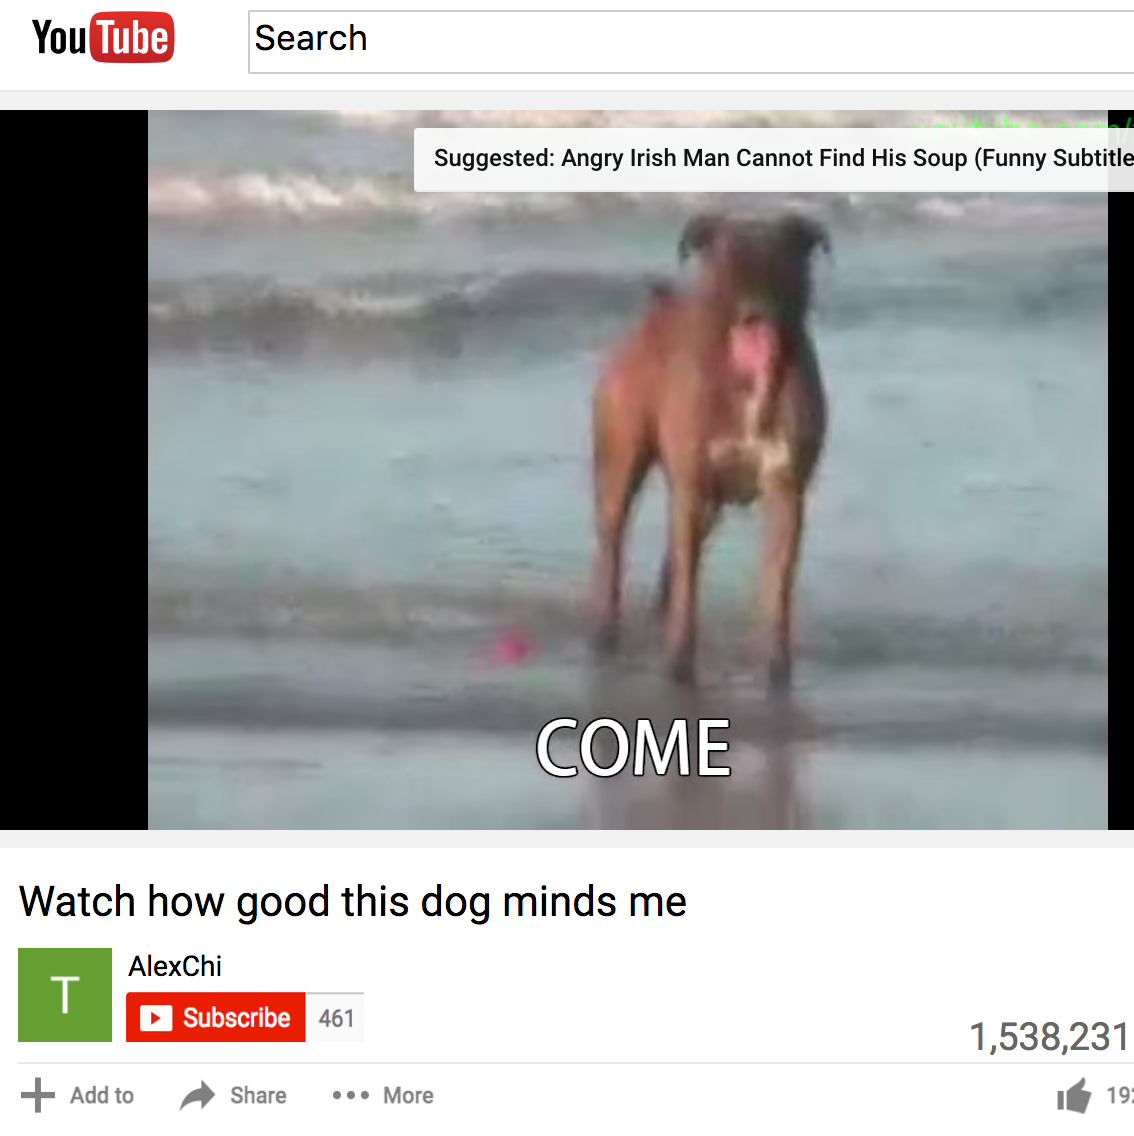 YouTube
Search
Suggested: Angry Irish Man Cannot Find His Soup (Funny Subtitle
COME
Watch how good this dog minds me
T
AlexChi
Subscribe 461
1,538,231
Add to Share More 19